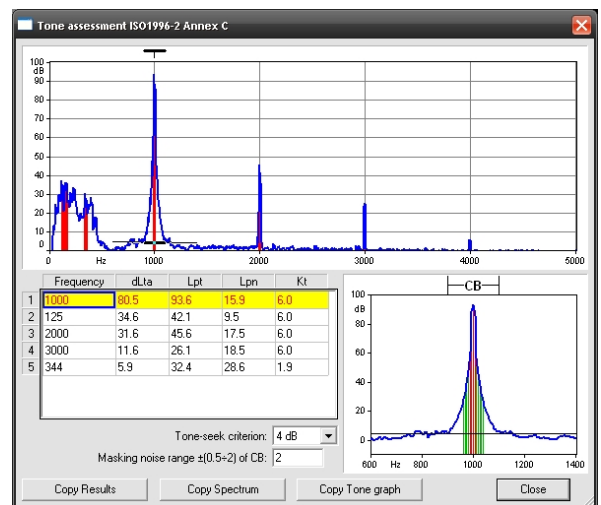 Tone assessment ISO1996-2 Annex C
100
dB
90
80
70
60
50
40
30
20
10
0
0 Hz 1000 2000 3000 4000 5000
Frequency dLta Lpt Lpn Kt
1 1000 80.5 93.6 15.9 6.0
2 125 34.6 42.1 9.5 6.0
3 2000 31.6 45.6 17.5 6.0
4 3000 11.6 26.1 18.5 6.0
5 344 5.9 32.4 28.6 1.9
CB
100
dB
80
60
40
20
0
600 Hz 800 1000 1200 1400
Tone-seek criterion: 4 dB
Masking noise range ±(0.5÷2) of CB: 2
Copy Results Copy Spectrum Copy Tone graph Close